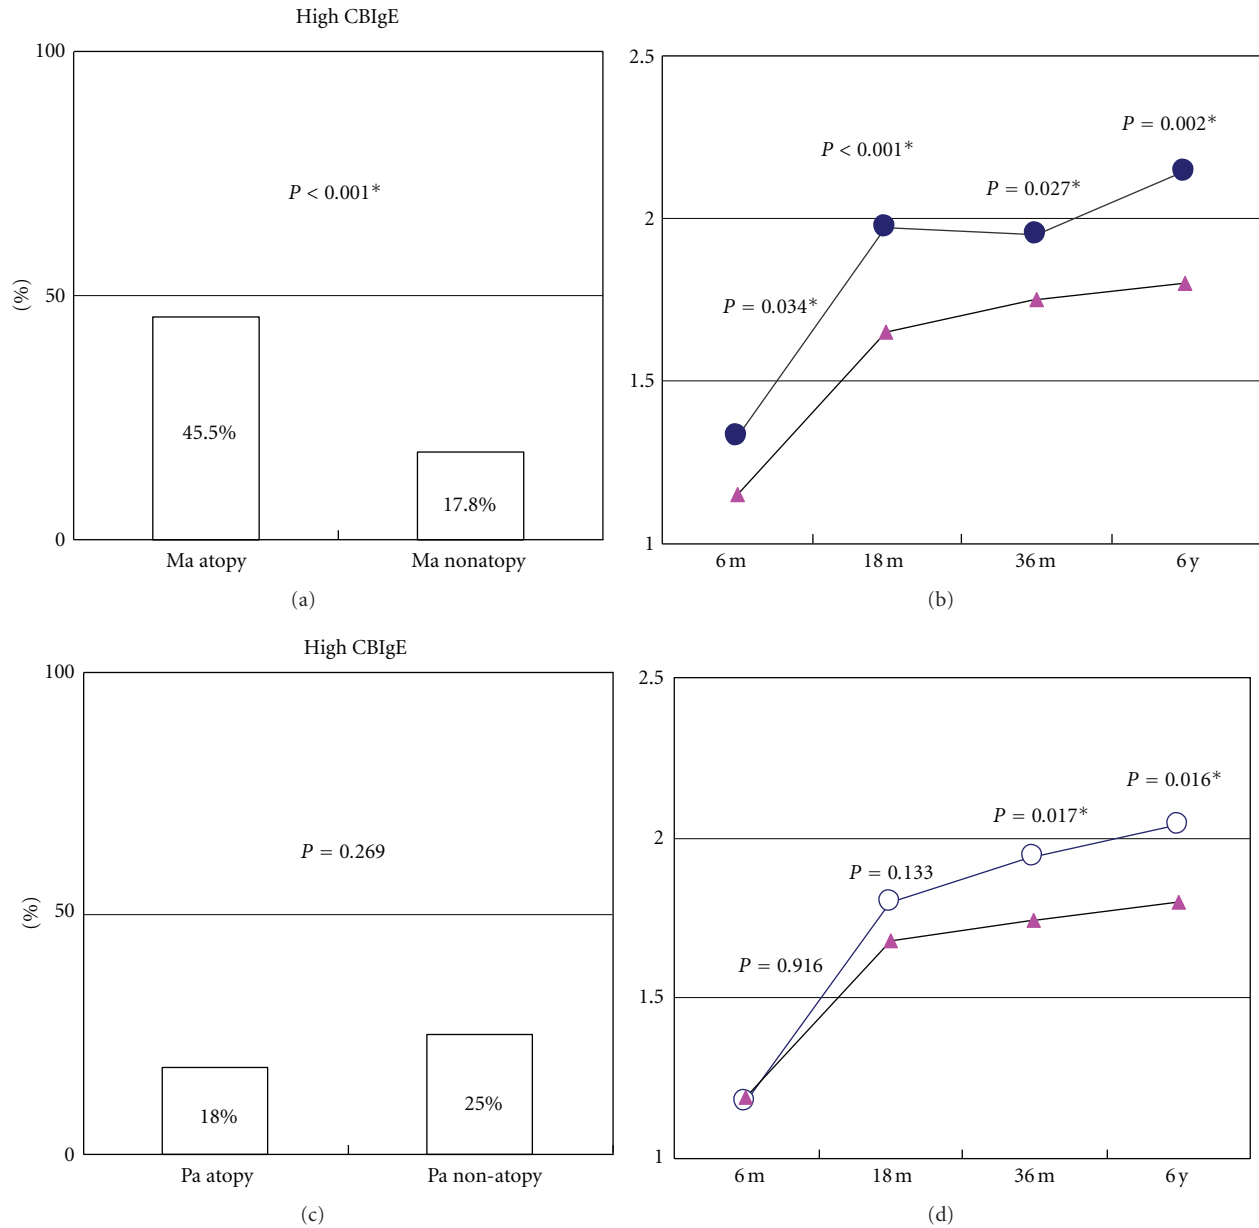 High CBIgE
100
P < 0.001*
(%)
50
45.5%
17.8%
0
Ma atopy
Ma nonatopy
(a)
2.5
P = 0.002*
P < 0.001*
P = 0.027*
2
P = 0.034*
1.5
1
6 m
18 m
36 m
6 y
(b)
High CBIgE
100
P = 0.269
(%)
50
18%
25%
0
Pa atopy
Pa non-atopy
(c)
2.5
P = 0.016*
P = 0.017*
2
P = 0.133
P = 0.916
1.5
1
6 m
18 m
36 m
6 y
(d)